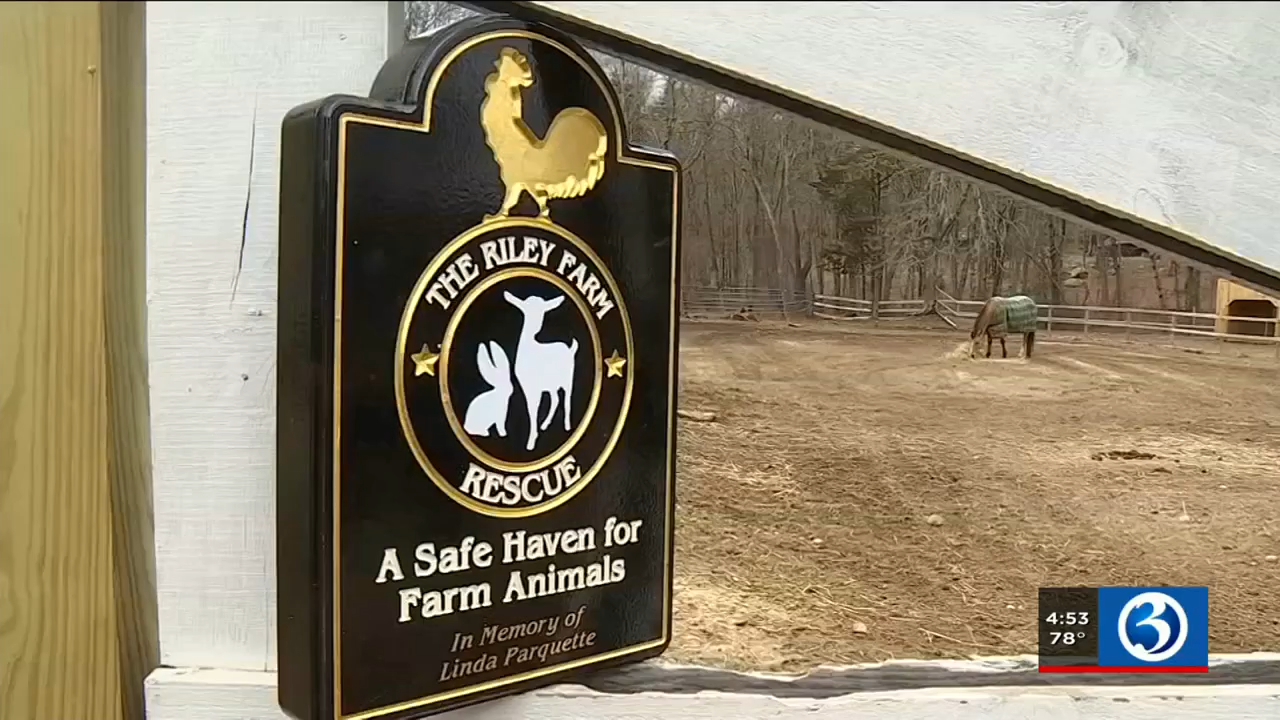 THE RILEY FARM
RESCUE
A Safe Haven for
Farm Animals
In Memory of
Linda Parquette
4:53
78°
3